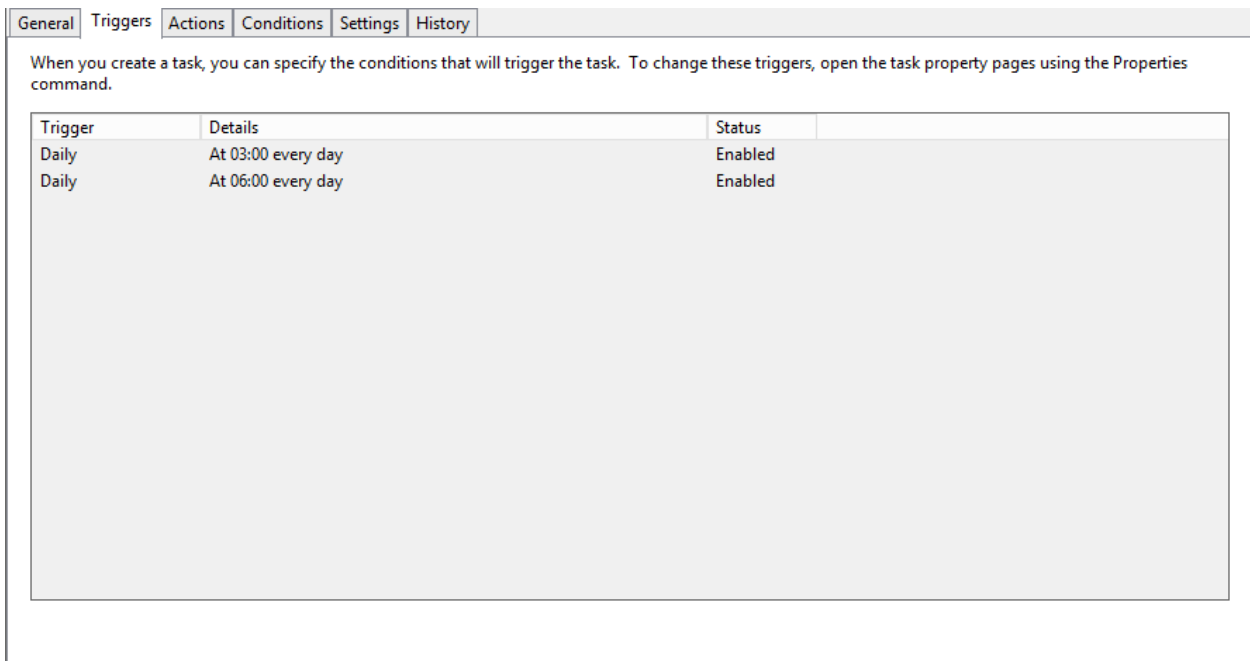 General Triggers Actions Conditions Settings History
When you create a task, you can specify the conditions that will trigger the task.  To change these triggers, open the task property pages using the Properties
command.
Trigger Details Status
Daily At 03:00 every day Enabled
Daily At 06:00 every day Enabled